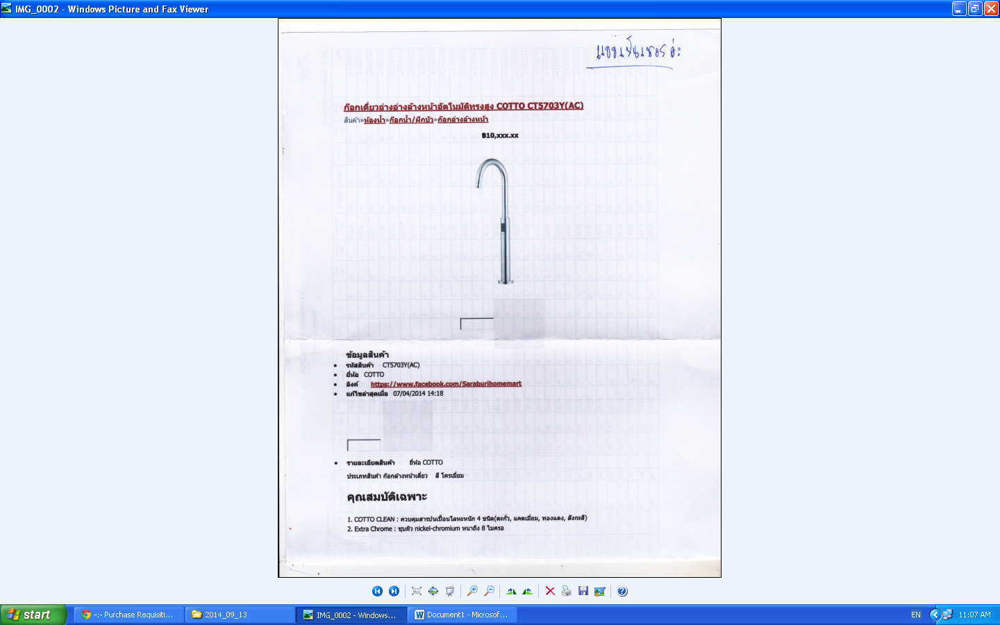 IMG_0002 - Windows Picture and Fax Viewer
แบบเซ็นเซอร์ค่ะ
ก๊อกเดี่ยวอ่างอ่างล้างหน้าอัตโนมัติทรงสูง COTTO CT5703Y(AC)
สินค้า»ห้องน้ำ»ก๊อกน้ำ/ฝักบัว»ก๊อกอ่างล้างหน้า
฿10,xxx.xx
ข้อมูลสินค้า
• รหัสสินค้า CT5703Y(AC)
• ยี่ห้อ COTTO
• ลิงค์ https://www.facebook.com/Saraburihomemart
• แก้ไขล่าสุดเมื่อ 07/04/2014 14:18
• รายละเอียดสินค้า ยี่ห้อ COTTO
ประเภทสินค้า ก๊อกล้างหน้าเดี่ยว สี โครเมี่ยม
คุณสมบัติเฉพาะ
1. COTTO CLEAN : ควบคุมสารปนเปื้อนโลหะหนัก 4 ชนิด(ตะกั่ว, แคดเมี่ยม, ทองแดง, สังกะสี)
2. Extra Chrome : ชุบผิว nickel-chromium หนาถึง 8 ไมครอ
start -:- Purchase Requisiti... 2014_09_13 IMG_0002 - Windows... Document1 - Microsof... EN 11:07 AM